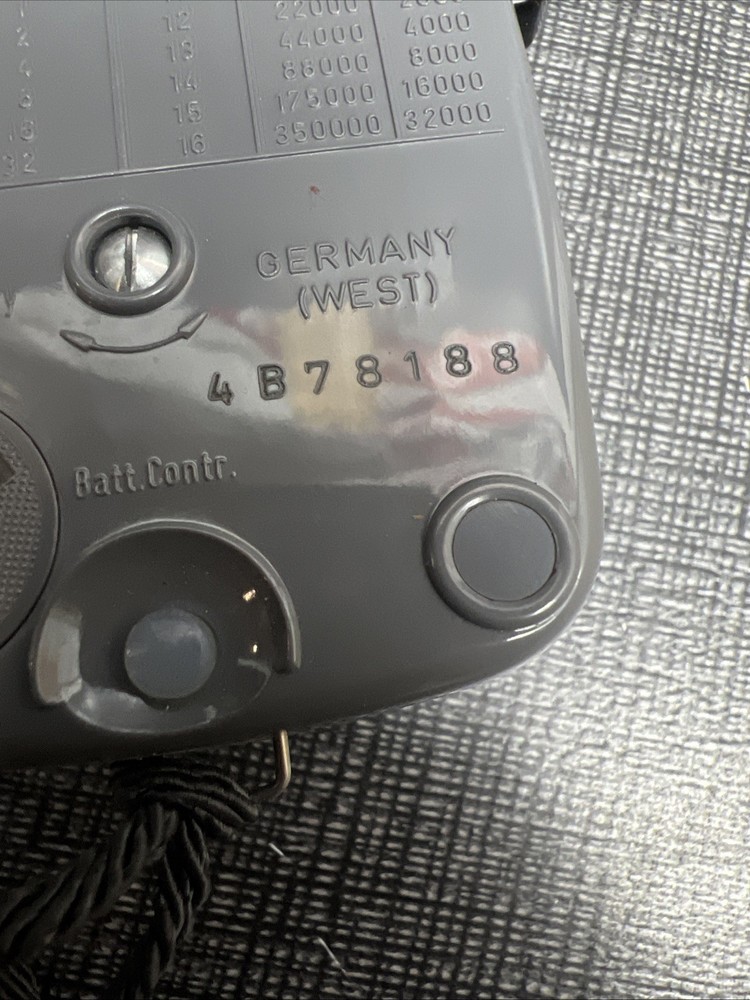 12 22000
13 44000 4000
14 88000 8000
15 175000 16000
16 350000 32000
GERMANY
(WEST)
4B78188
Batt.Contr.